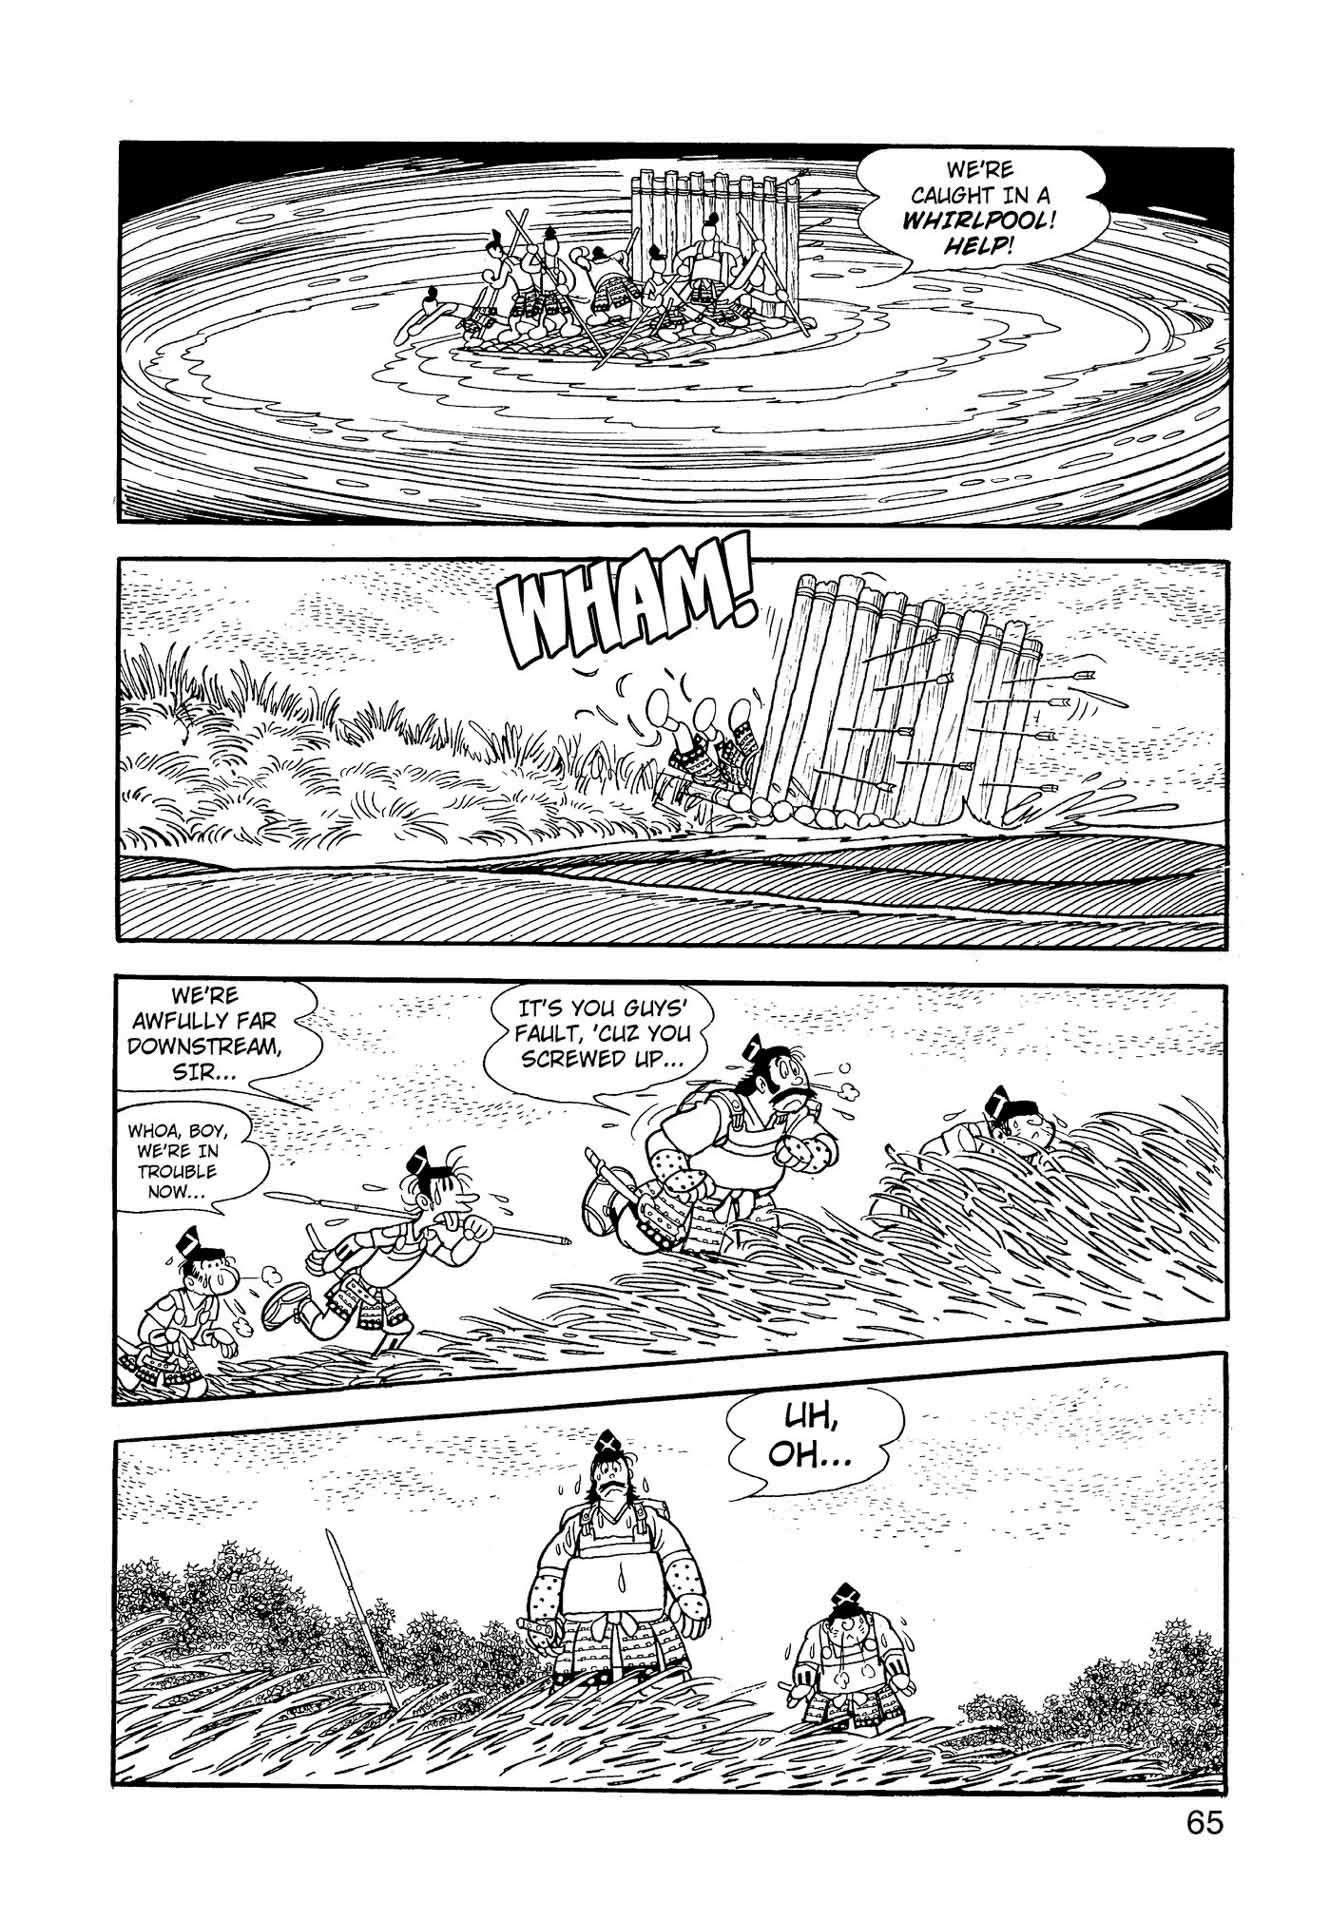 WE'RE
CAUGHT IN A
WHIRLPOOL!
HELP!
WHAM!
WE'RE
AWFULLY FAR
DOWNSTREAM,
SIR...
IT'S YOU GUYS'
FAULT, 'CUZ YOU
SCREWED UP...
WHOA, BOY,
WE'RE IN
TROUBLE
NOW...
UH,
OH...
65